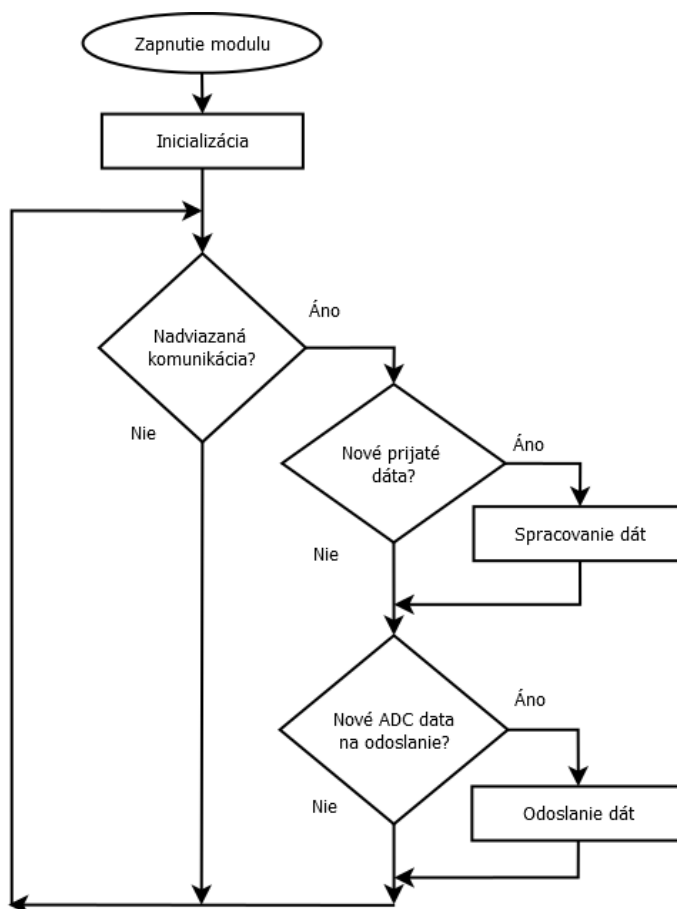 Zapnutie modulu
Inicializácia
Áno
Nadviazaná
komunikácia?
Nie
Áno
Nové prijaté
dáta?
Spracovanie dát
Nie
Áno
Nové ADC data
na odoslanie?
Nie
Odoslanie dát